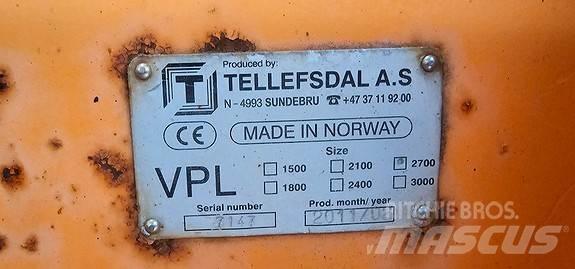 Produced by:
T TELLEFSDAL A.S
N - 4993 SUNDEBRU ☎ +47 37 11 92 00
CE MADE IN NORWAY
Size
VPL
1500 2100 2700
1800 2400 3000
Serial number Prod. month/year
7147
RITCHIE BROS.
MASCUS